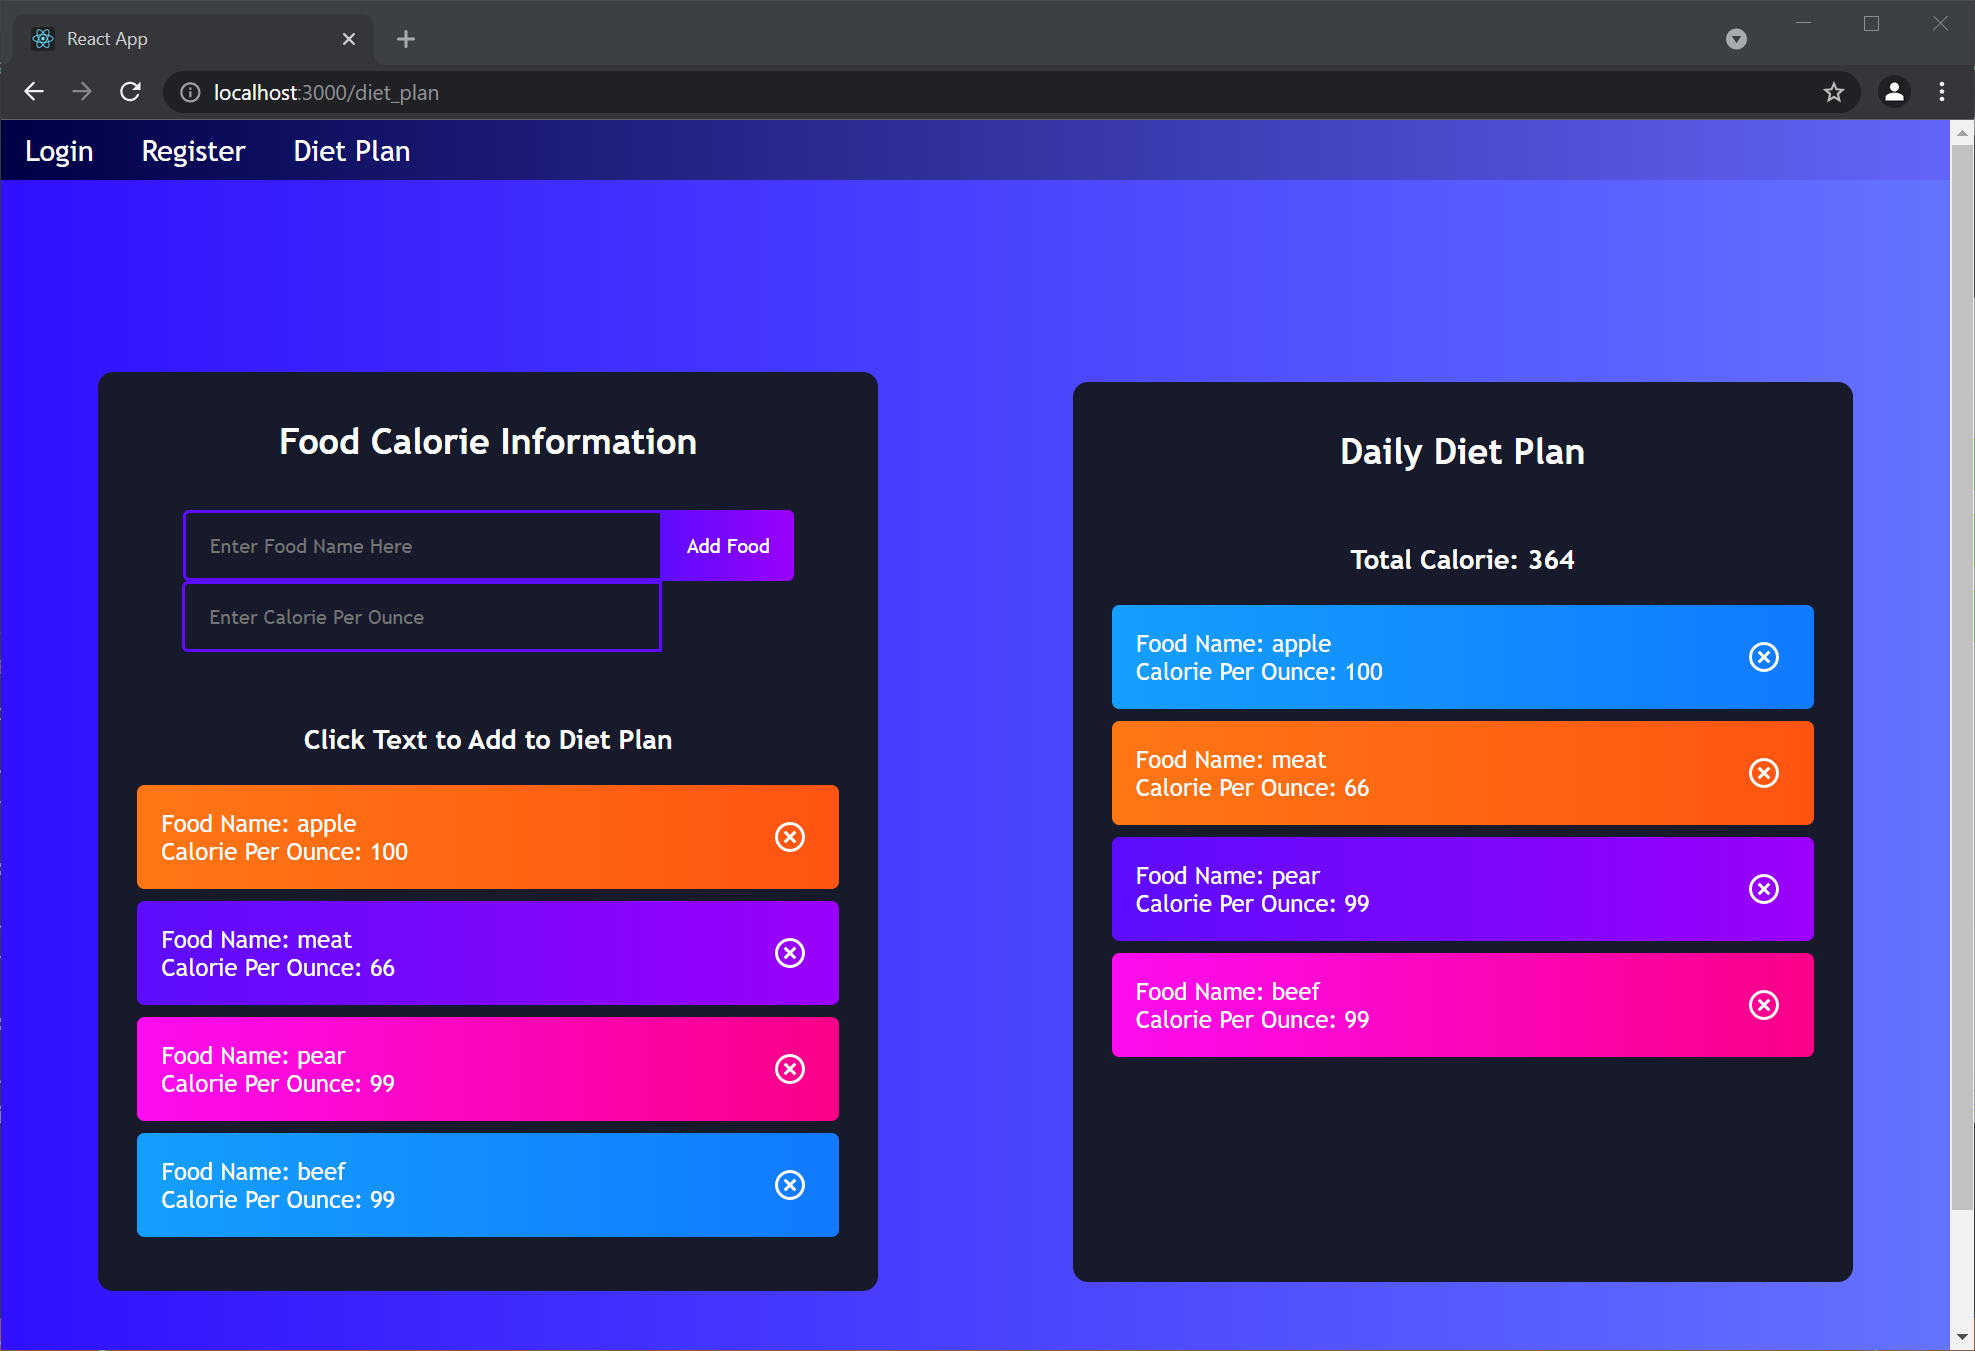 React App
localhost:3000/diet_plan
Login Register Diet Plan
Food Calorie Information
Enter Food Name Here
Add Food
Enter Calorie Per Ounce
Click Text to Add to Diet Plan
Food Name: apple
Calorie Per Ounce: 100
Food Name: meat
Calorie Per Ounce: 66
Food Name: pear
Calorie Per Ounce: 99
Food Name: beef
Calorie Per Ounce: 99
Daily Diet Plan
Total Calorie: 364
Food Name: apple
Calorie Per Ounce: 100
Food Name: meat
Calorie Per Ounce: 66
Food Name: pear
Calorie Per Ounce: 99
Food Name: beef
Calorie Per Ounce: 99